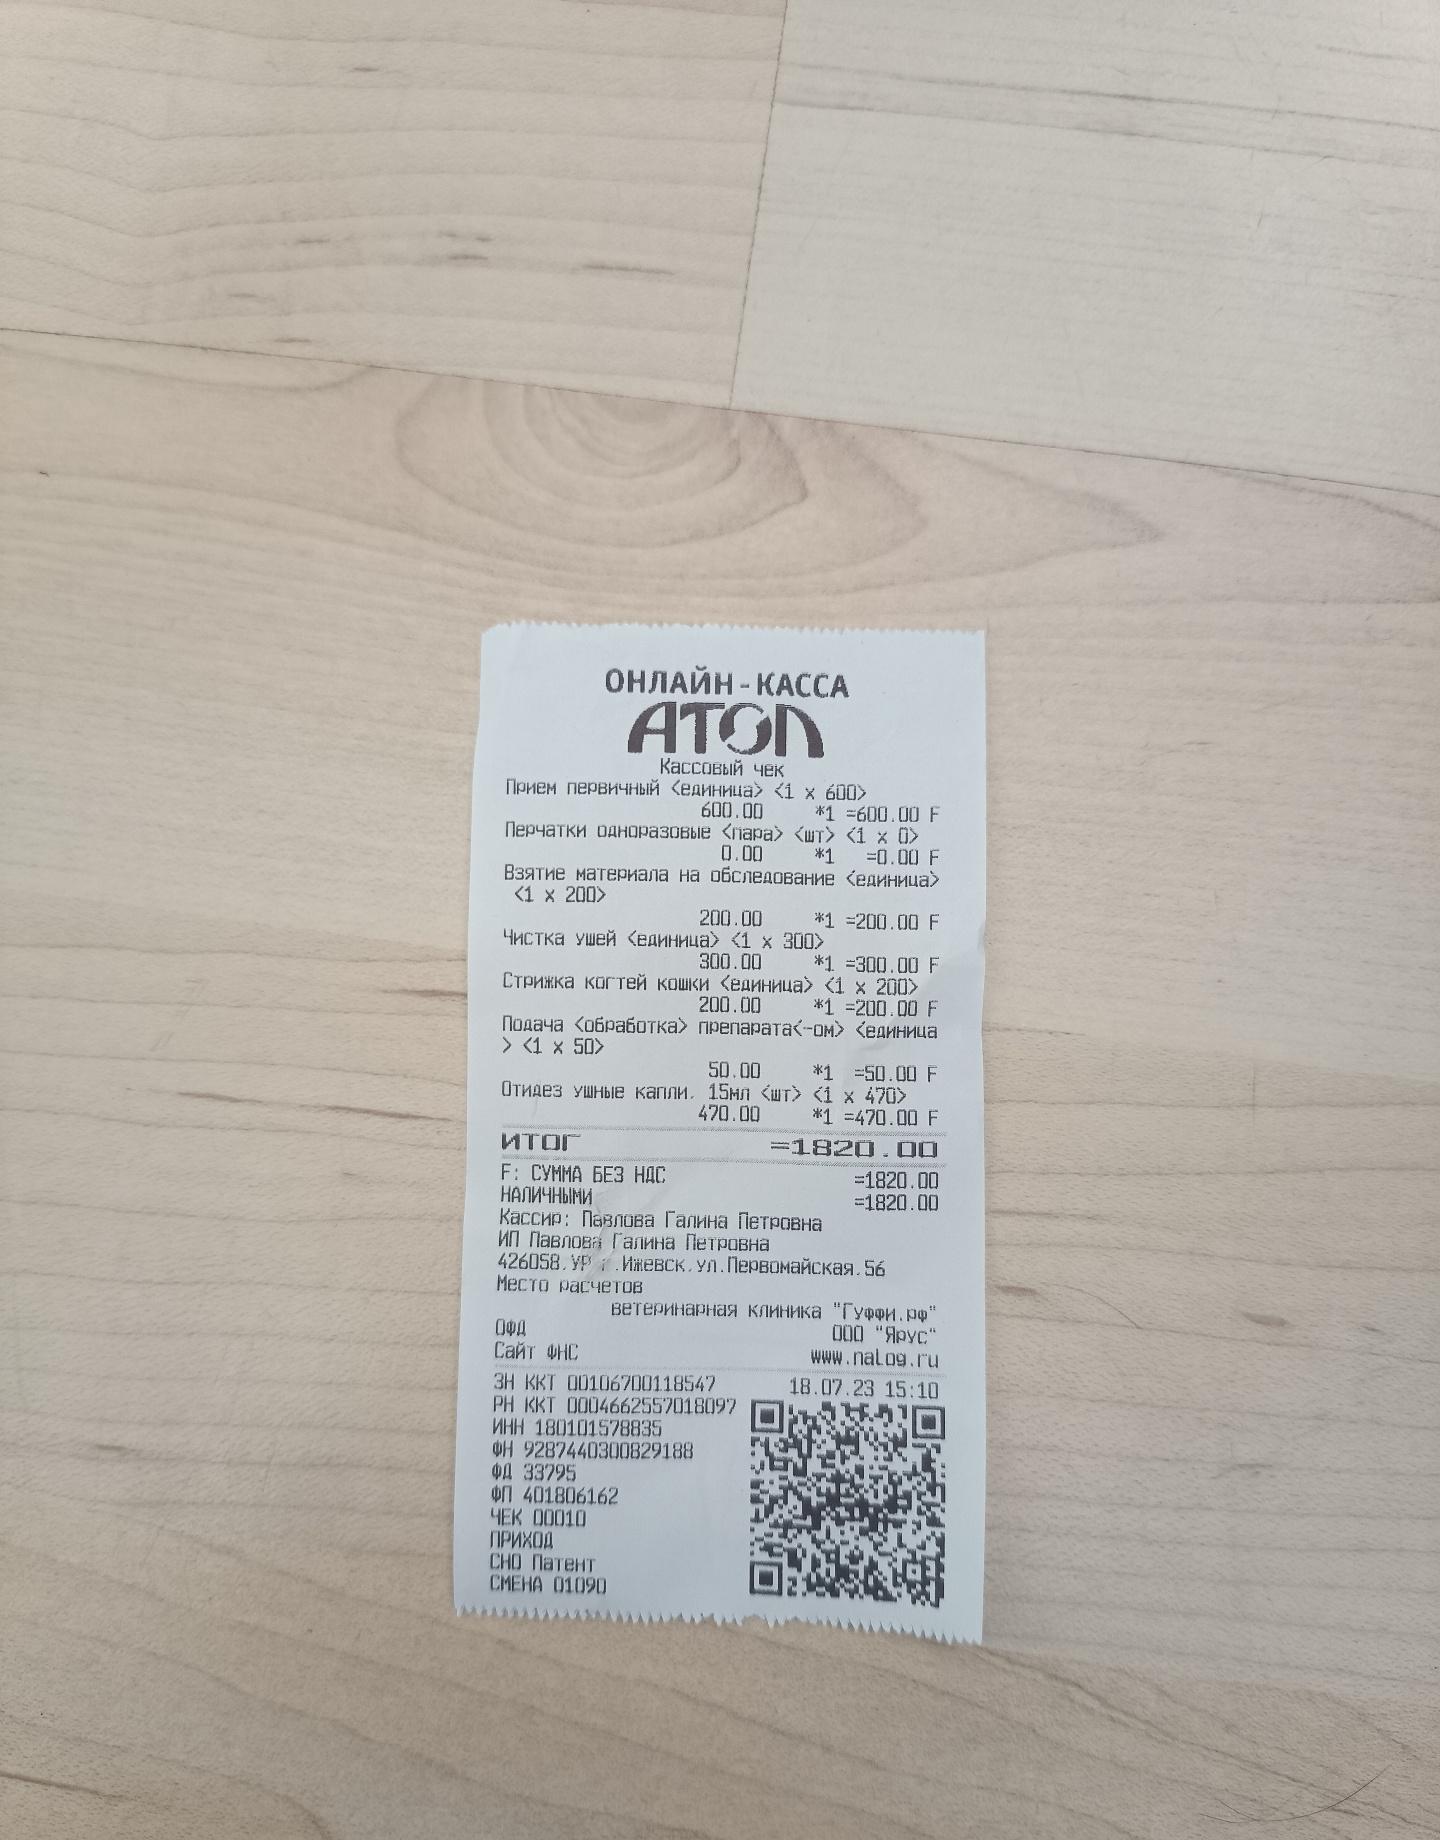 ОНЛАЙН-КАССА
АТОЛ
Кассовый чек
Прием первичный <единица> <1 x 600>
600.00 *1 =600.00 F
Перчатки одноразовые <пара> <шт> <1 x 0>
0.00 *1 =0.00 F
Взятие материала на обследование <единица>
<1 x 200>
200.00 *1 =200.00 F
Чистка ушей <единица> <1 x 300>
300.00 *1 =300.00 F
Стрижка когтей кошки <единица> <1 x 200>
200.00 *1 =200.00 F
Подача <обработка> препарата<-ом> <единица
> <1 x 50>
50.00 *1 =50.00 F
Отидез ушные капли. 15мл <шт> <1 x 470>
470.00 *1 =470.00 F
ИТОГ =1820.00
F: СУММА БЕЗ НДС =1820.00
НАЛИЧНЫМИ =1820.00
Кассир: Павлова Галина Петровна
ИП Павлова Галина Петровна
426058.УР г.Ижевск.ул.Первомайская.56
Место расчетов
ветеринарная клиника "Гуффи.рф"
ОФД ООО "Ярус"
Сайт ФНС www.nalog.ru
ЗН ККТ 00106700118547 18.07.23 15:10
РН ККТ 0004662557018097
ИНН 180101578835
ФН 9287440300829188
ФД 33795
ФП 401806162
ЧЕК 00010
ПРИХОД
СНО Патент
СМЕНА 01090